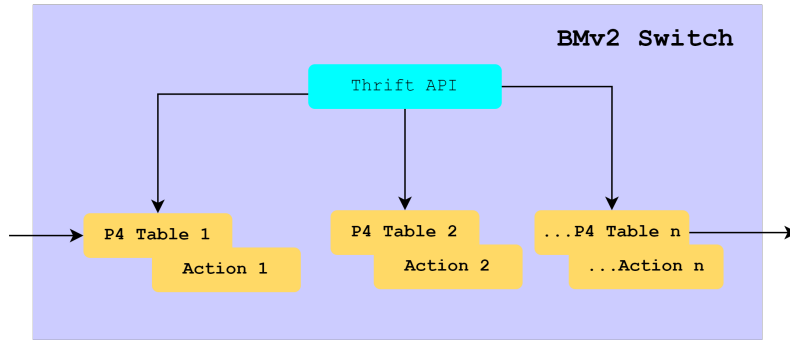 BMv2 Switch
Thrift API
P4 Table 1
Action 1
P4 Table 2
Action 2
...P4 Table n
...Action n